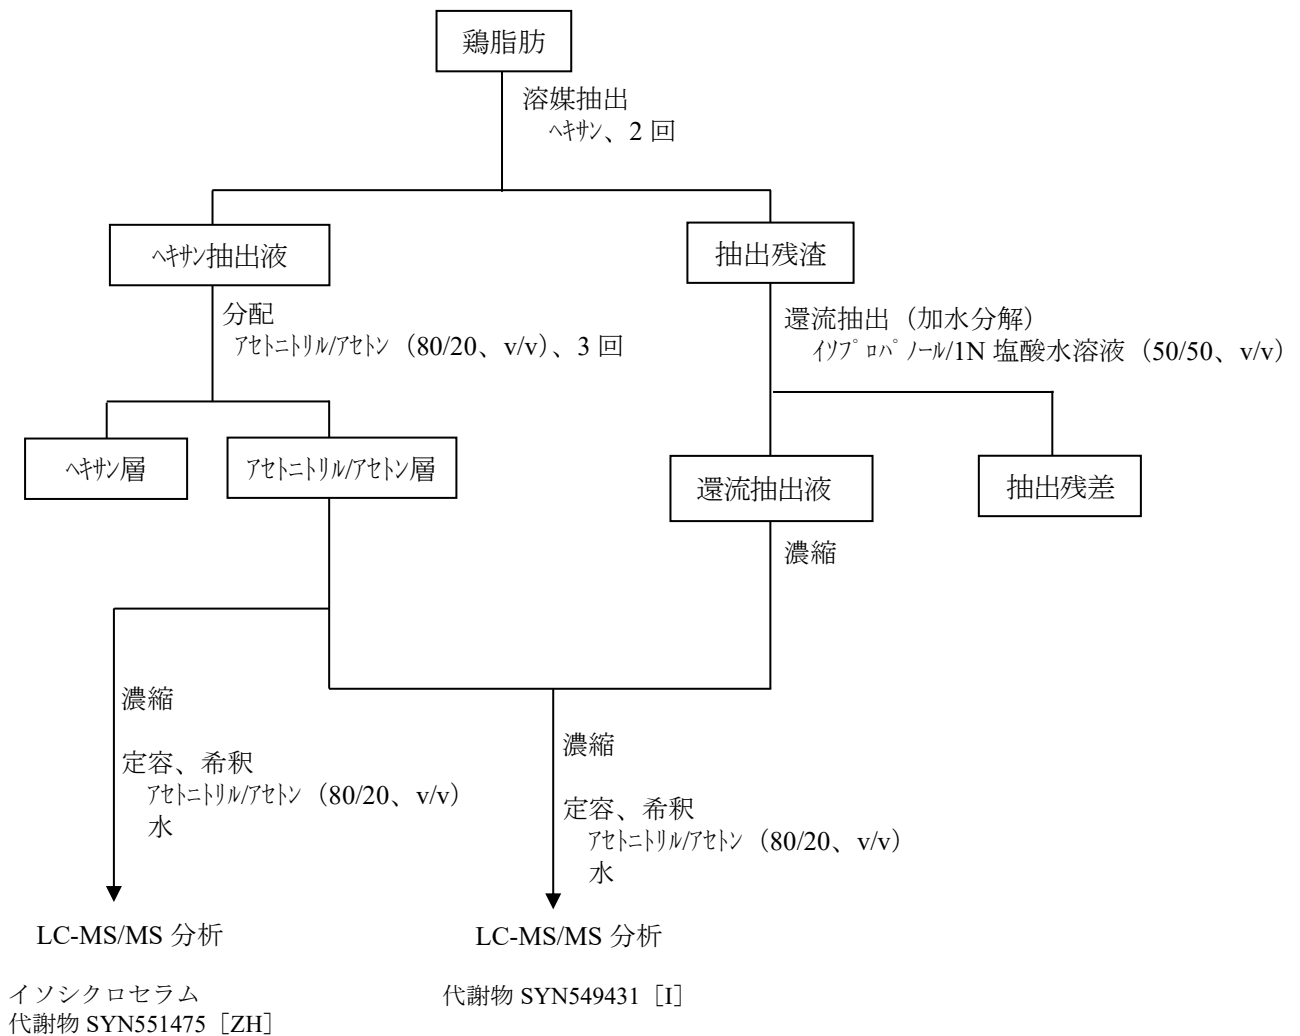 鶏脂肪
溶媒抽出
ﾍｷｻﾝ、2 回
ﾍｷｻﾝ抽出液
抽出残渣
分配
ｱｾﾄﾆﾄﾘﾙ/ｱｾﾄﾝ（80/20、v/v）、3 回
還流抽出（加水分解）
ｲｿﾌﾟﾛﾊﾟﾉｰﾙ/1N 塩酸水溶液（50/50、v/v）
ﾍｷｻﾝ層
ｱｾﾄﾆﾄﾘﾙ/ｱｾﾄﾝ層
還流抽出液
抽出残差
濃縮
濃縮
定容、希釈
ｱｾﾄﾆﾄﾘﾙ/ｱｾﾄﾝ（80/20、v/v）
水
濃縮
定容、希釈
ｱｾﾄﾆﾄﾘﾙ/ｱｾﾄﾝ（80/20、v/v）
水
LC-MS/MS 分析
イソシクロセラム
代謝物 SYN551475［ZH］
LC-MS/MS 分析
代謝物 SYN549431［I］